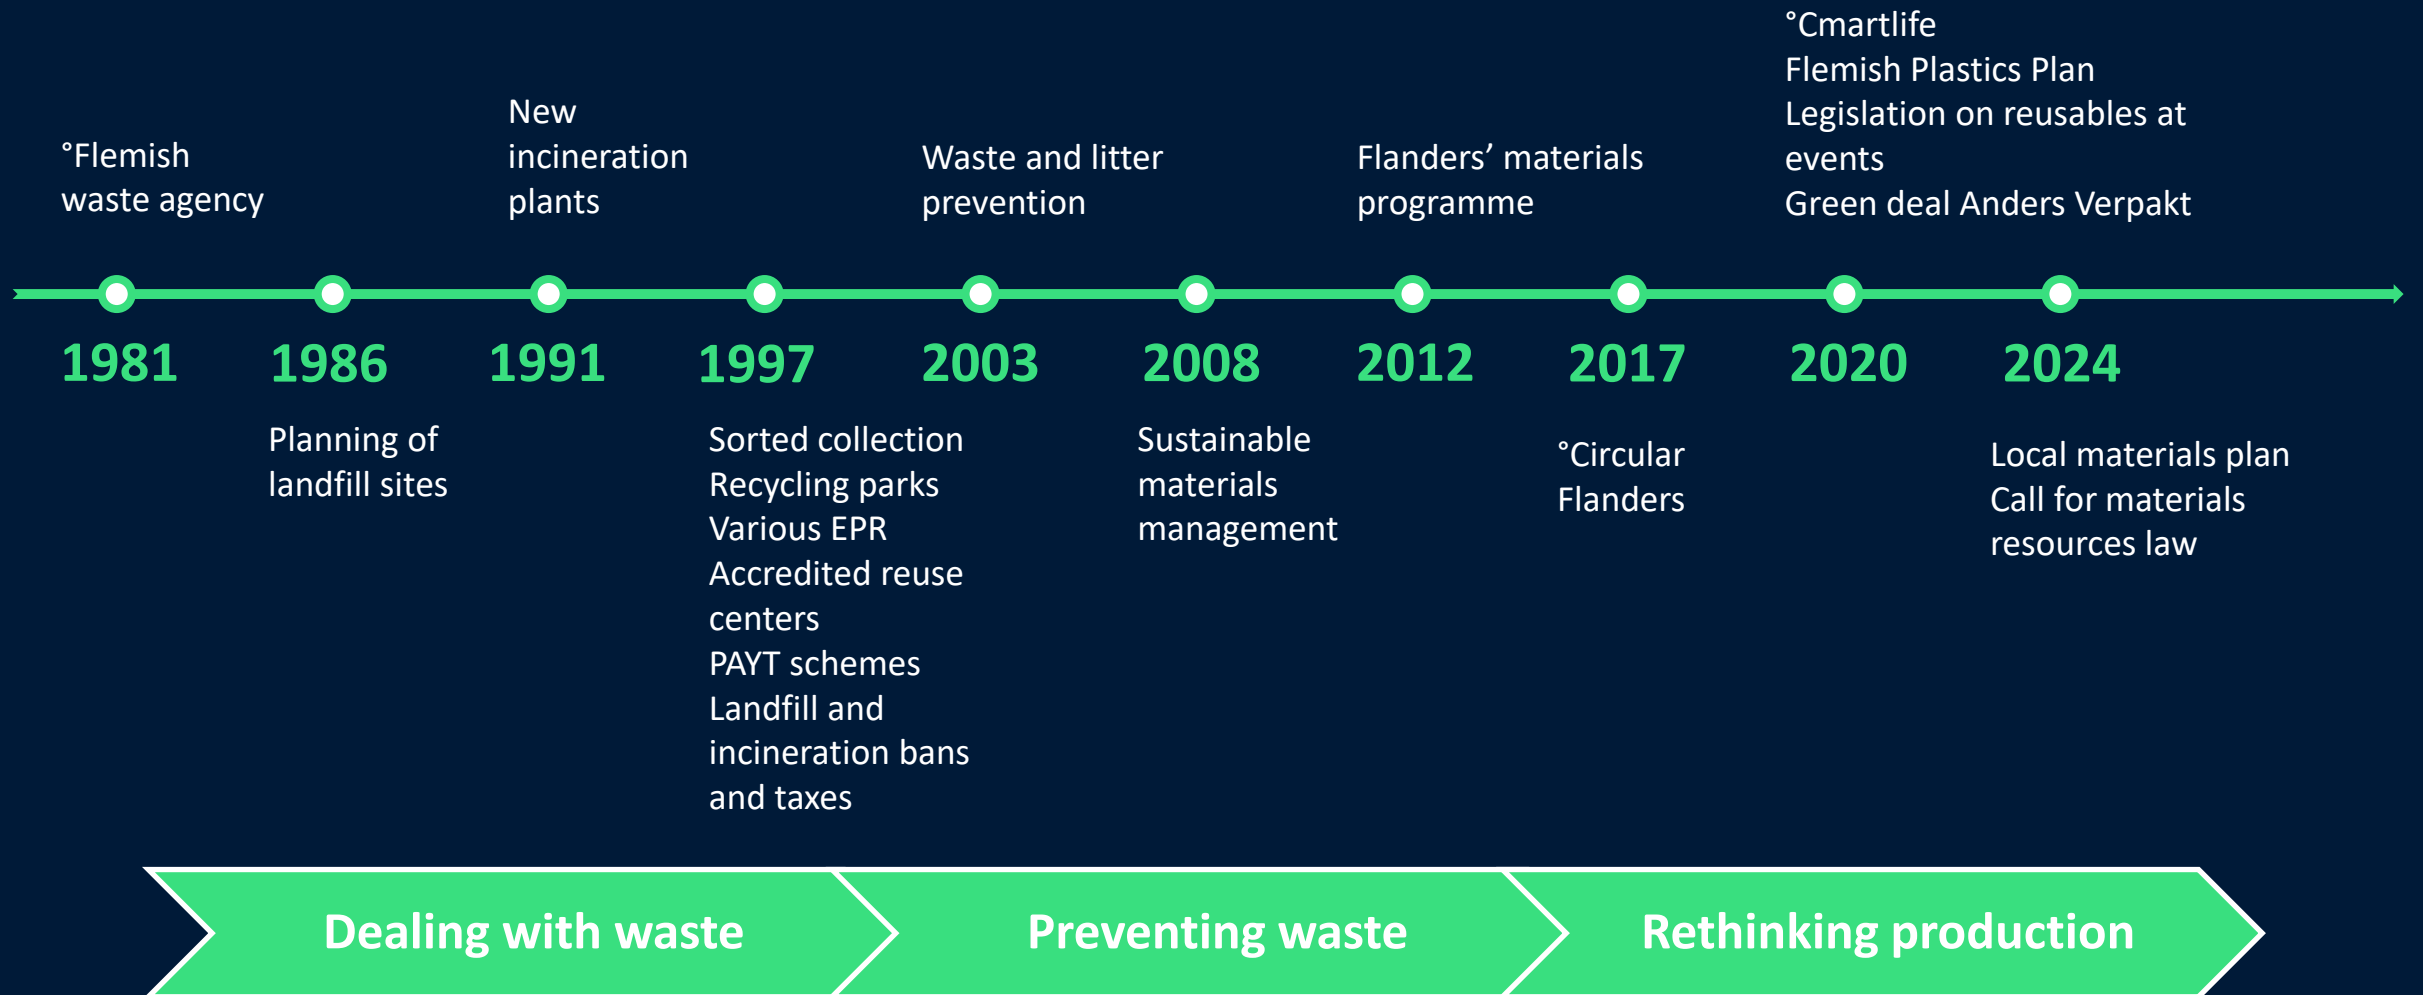 °Flemish
waste agency
New
incineration
plants
Waste and litter
prevention
Flanders’ materials
programme
°Cmartlife
Flemish Plastics Plan
Legislation on reusables at
events
Green deal Anders Verpakt
1981
1986
1991
1997
2003
2008
2012
2017
2020
2024
Planning of
landfill sites
Sorted collection
Recycling parks
Various EPR
Accredited reuse
centers
PAYT schemes
Landfill and
incineration bans
and taxes
Sustainable
materials
management
°Circular
Flanders
Local materials plan
Call for materials
resources law
Dealing with waste
Preventing waste
Rethinking production